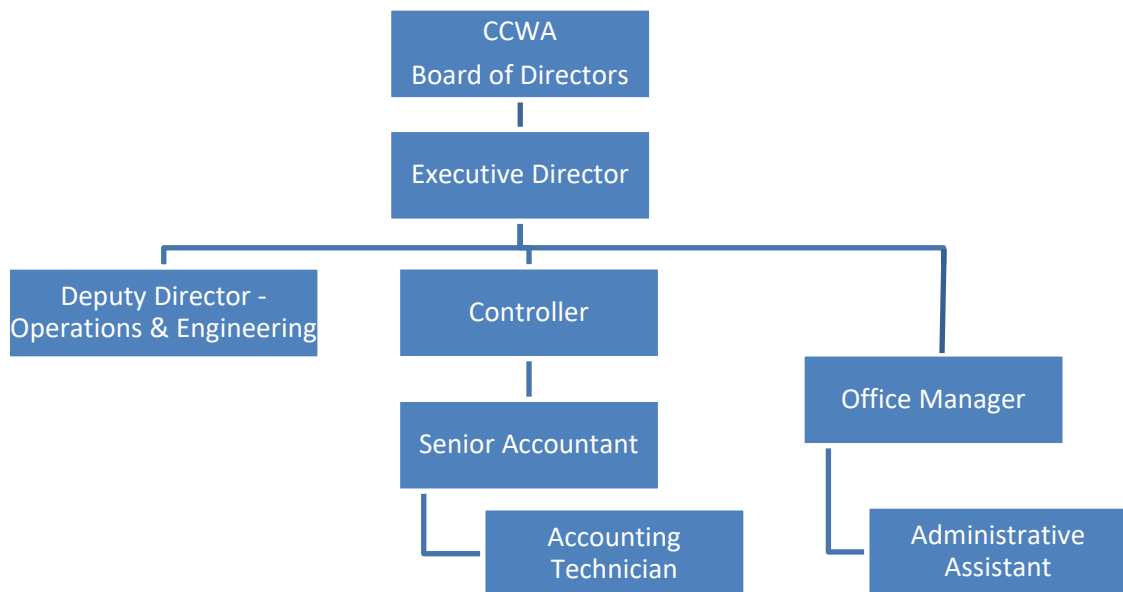 CCWA
Board of Directors
Executive Director
Deputy Director -
Operations & Engineering
Controller
Office Manager
Senior Accountant
Accounting
Technician
Administrative
Assistant